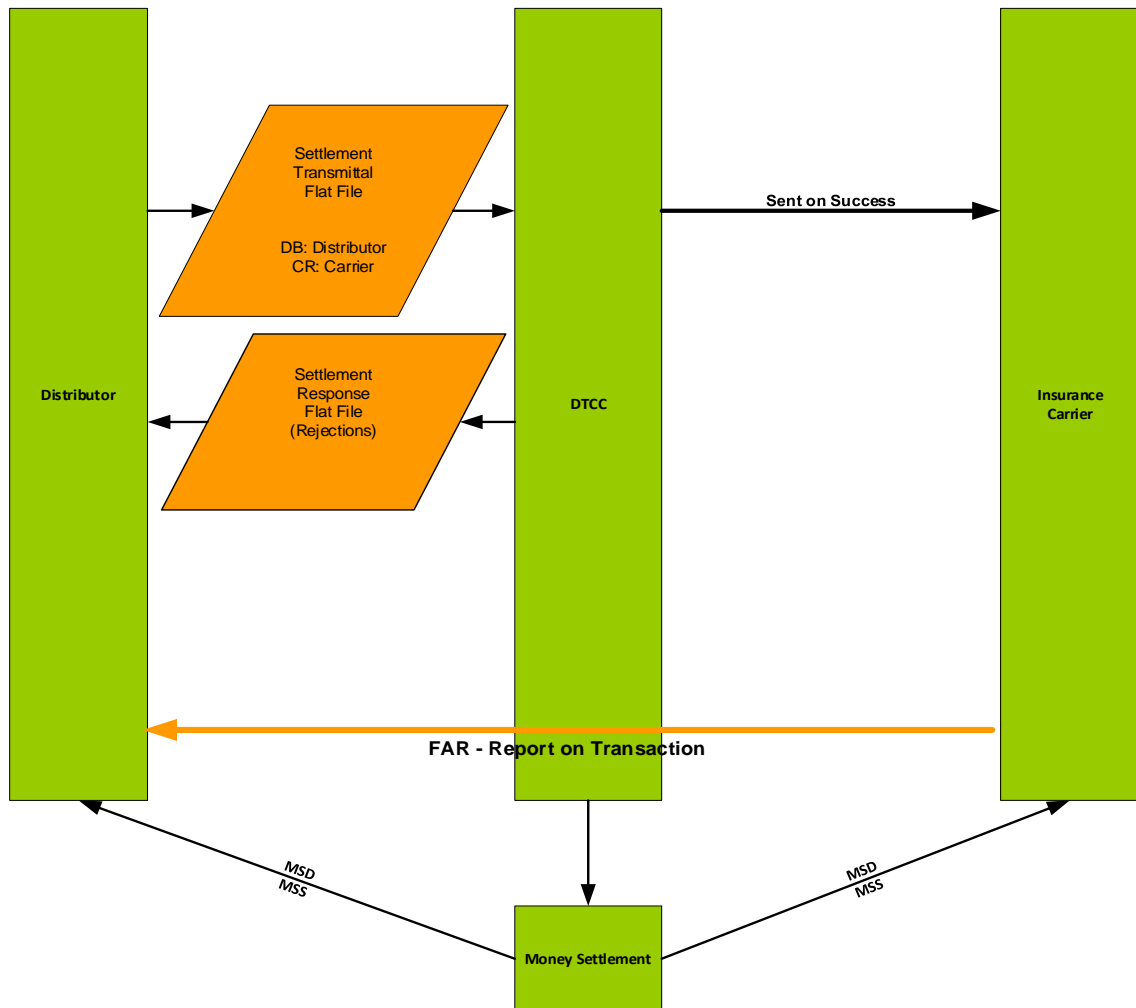 Settlement
Transmittal
Flat File
DB: Distributor
CR: Carrier
Sent on Success
Settlement
Response
Flat File
(Rejections)
Distributor
DTCC
Insurance
Carrier
FAR - Report on Transaction
MSD
MSS
MSD
MSS
Money Settlement